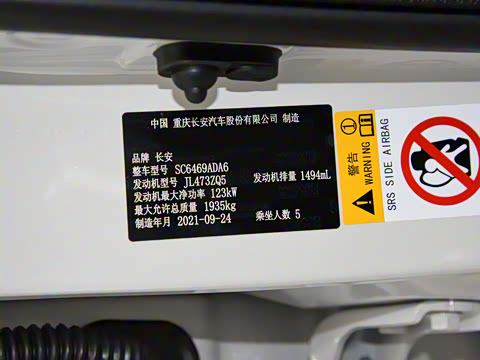 中国 重庆长安汽车股份有限公司 制造
品牌 长安
整车型号 SC6469ADA6
发动机型号 JL473ZQ5 发动机排量 1494mL
发动机最大净功率 123kW
最大允许总质量 1935kg
制造年月 2021-09-24 乘坐人数 5
警告
WARNING
SRS SIDE AIRBAG